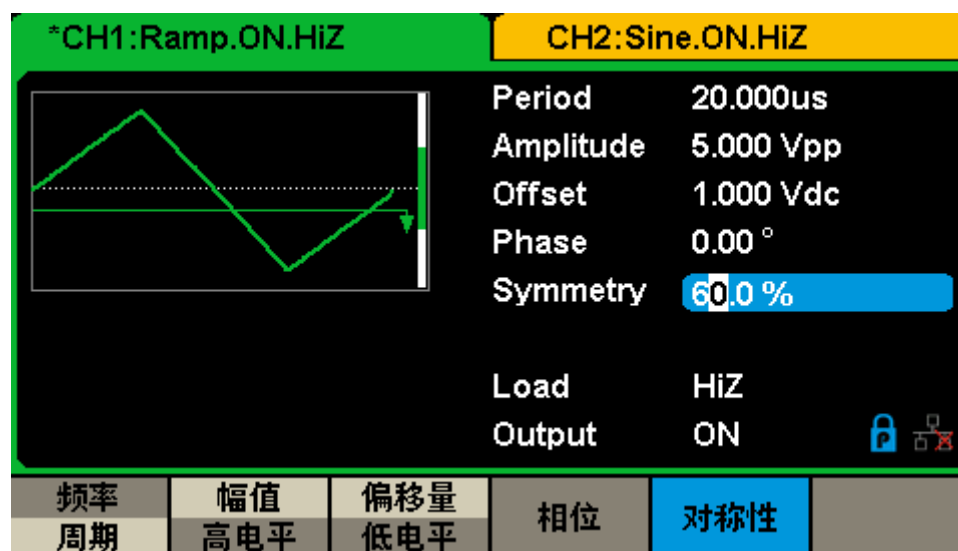 *CH1:Ramp.ON.HiZ
CH2:Sine.ON.HiZ
Period 20.000us
Amplitude 5.000 Vpp
Offset 1.000 Vdc
Phase 0.00 °
Symmetry 60.0 %
Load HiZ
Output ON
P
频率 幅值 偏移量 相位 对称性
周期 高电平 低电平